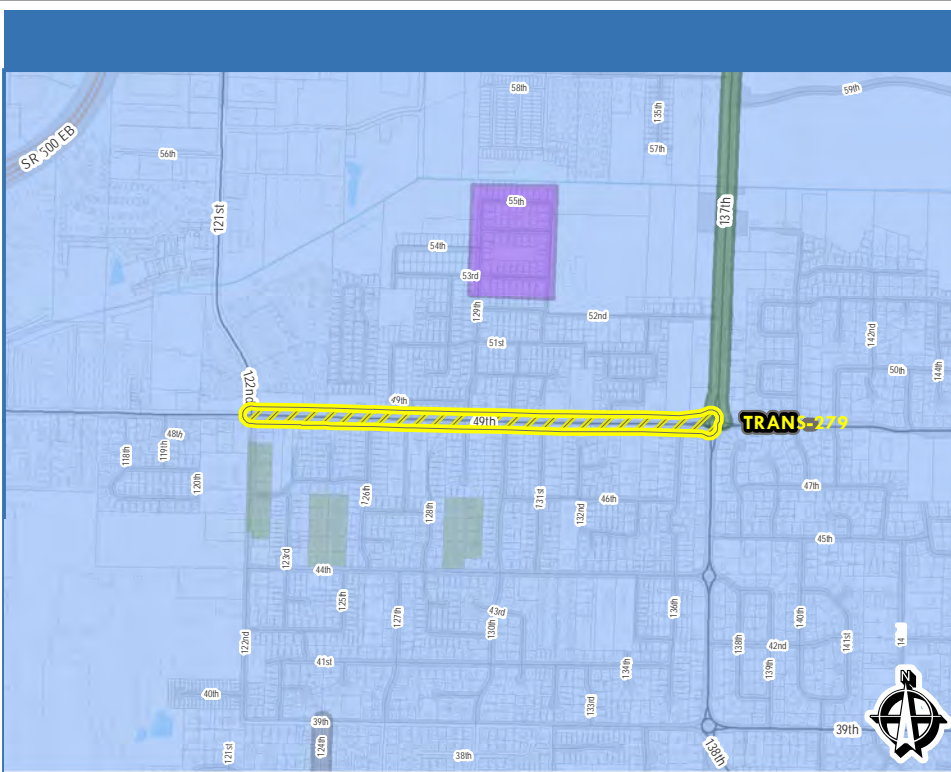 58th
59th
135th
SR 500 EB
56th
57th
121st
55th
137th
54th
53rd
129th
52nd
142nd
51st
50th
144th
122nd
49th
49th
TRANS-279
48th
119th
118th
120th
47th
126th
131st
46th
128th
132nd
45th
123rd
44th
125th
136th
43rd
127th
130th
140th
14
122nd
138th
42nd
141st
41st
134th
139th
N
40th
133rd
39th
39th
124th
121st
38th
138th